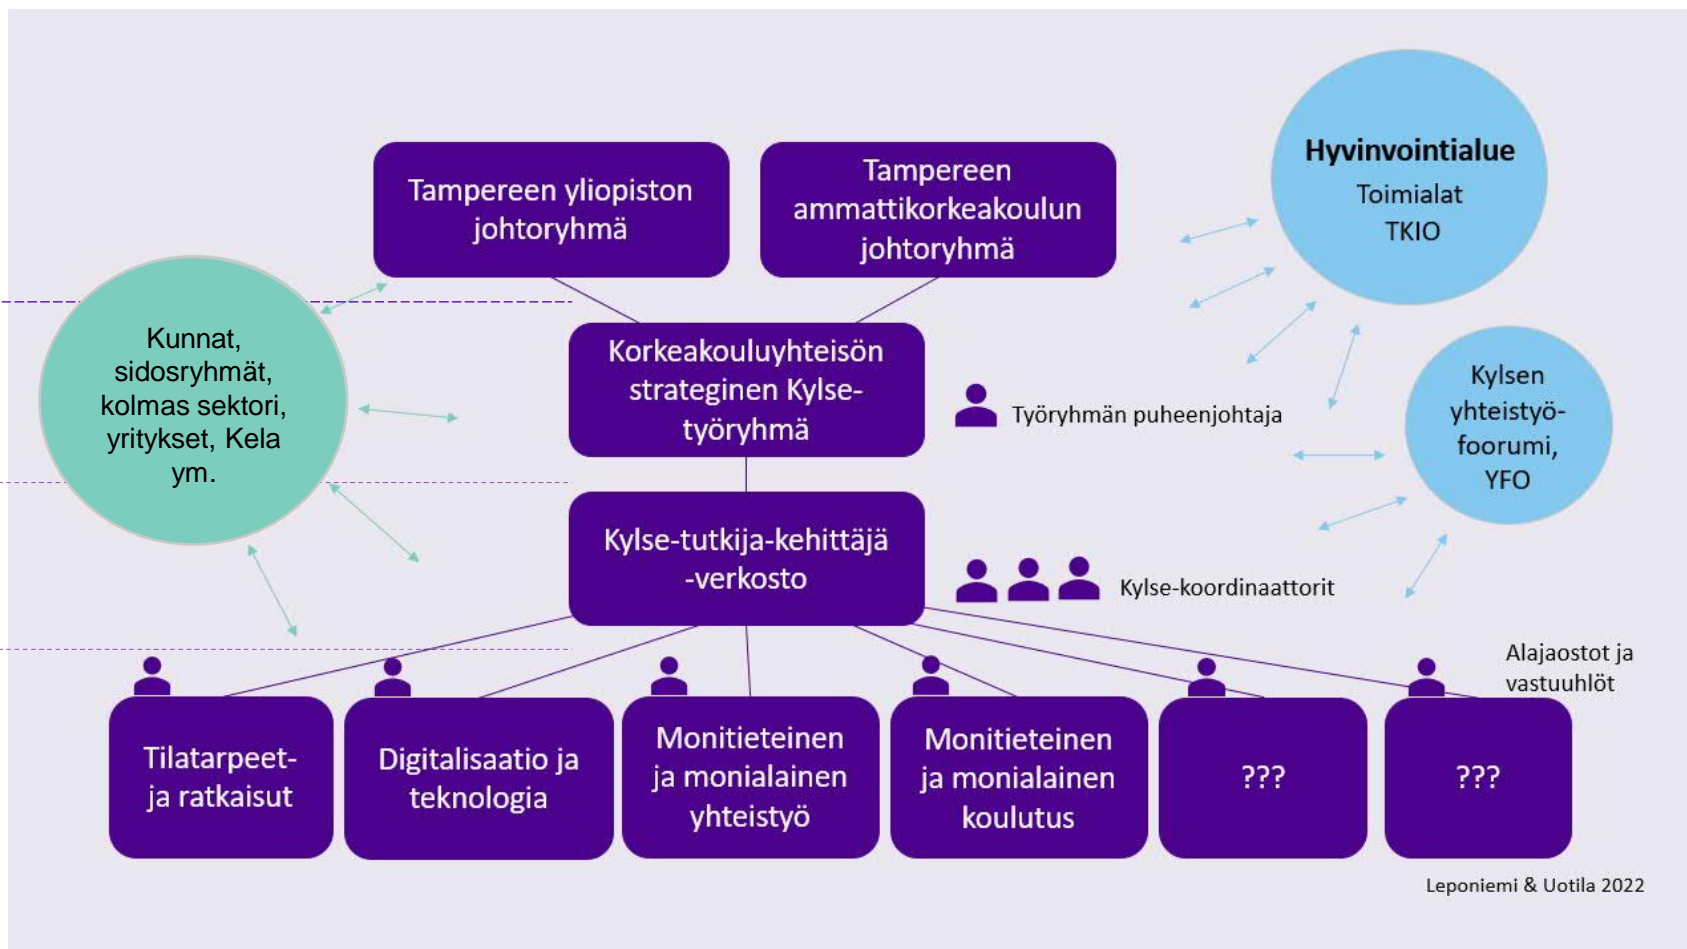 Tampereen yliopiston
johtoryhmä
Tampereen
ammattikorkeakoulun
johtoryhmä
Hyvinvointialue
Toimialat
TKIO
Kunnat,
sidosryhmät,
kolmas sektori,
yritykset, Kela
ym.
Korkeakouluyhteisön
strateginen Kylse-
työryhmä
Työryhmän puheenjohtaja
Kylsen
yhteistyö-
foorumi,
YFO
Kylse-tutkija-kehittäjä
-verkosto
Kylse-koordinaattorit
Alajaostot ja
vastuuhlöt
Tilatarpeet-
ja ratkaisut
Digitalisaatio ja
teknologia
Monitieteinen
ja monialainen
yhteistyö
Monitieteinen
ja monialainen
koulutus
???
???
Leponiemi & Uotila 2022